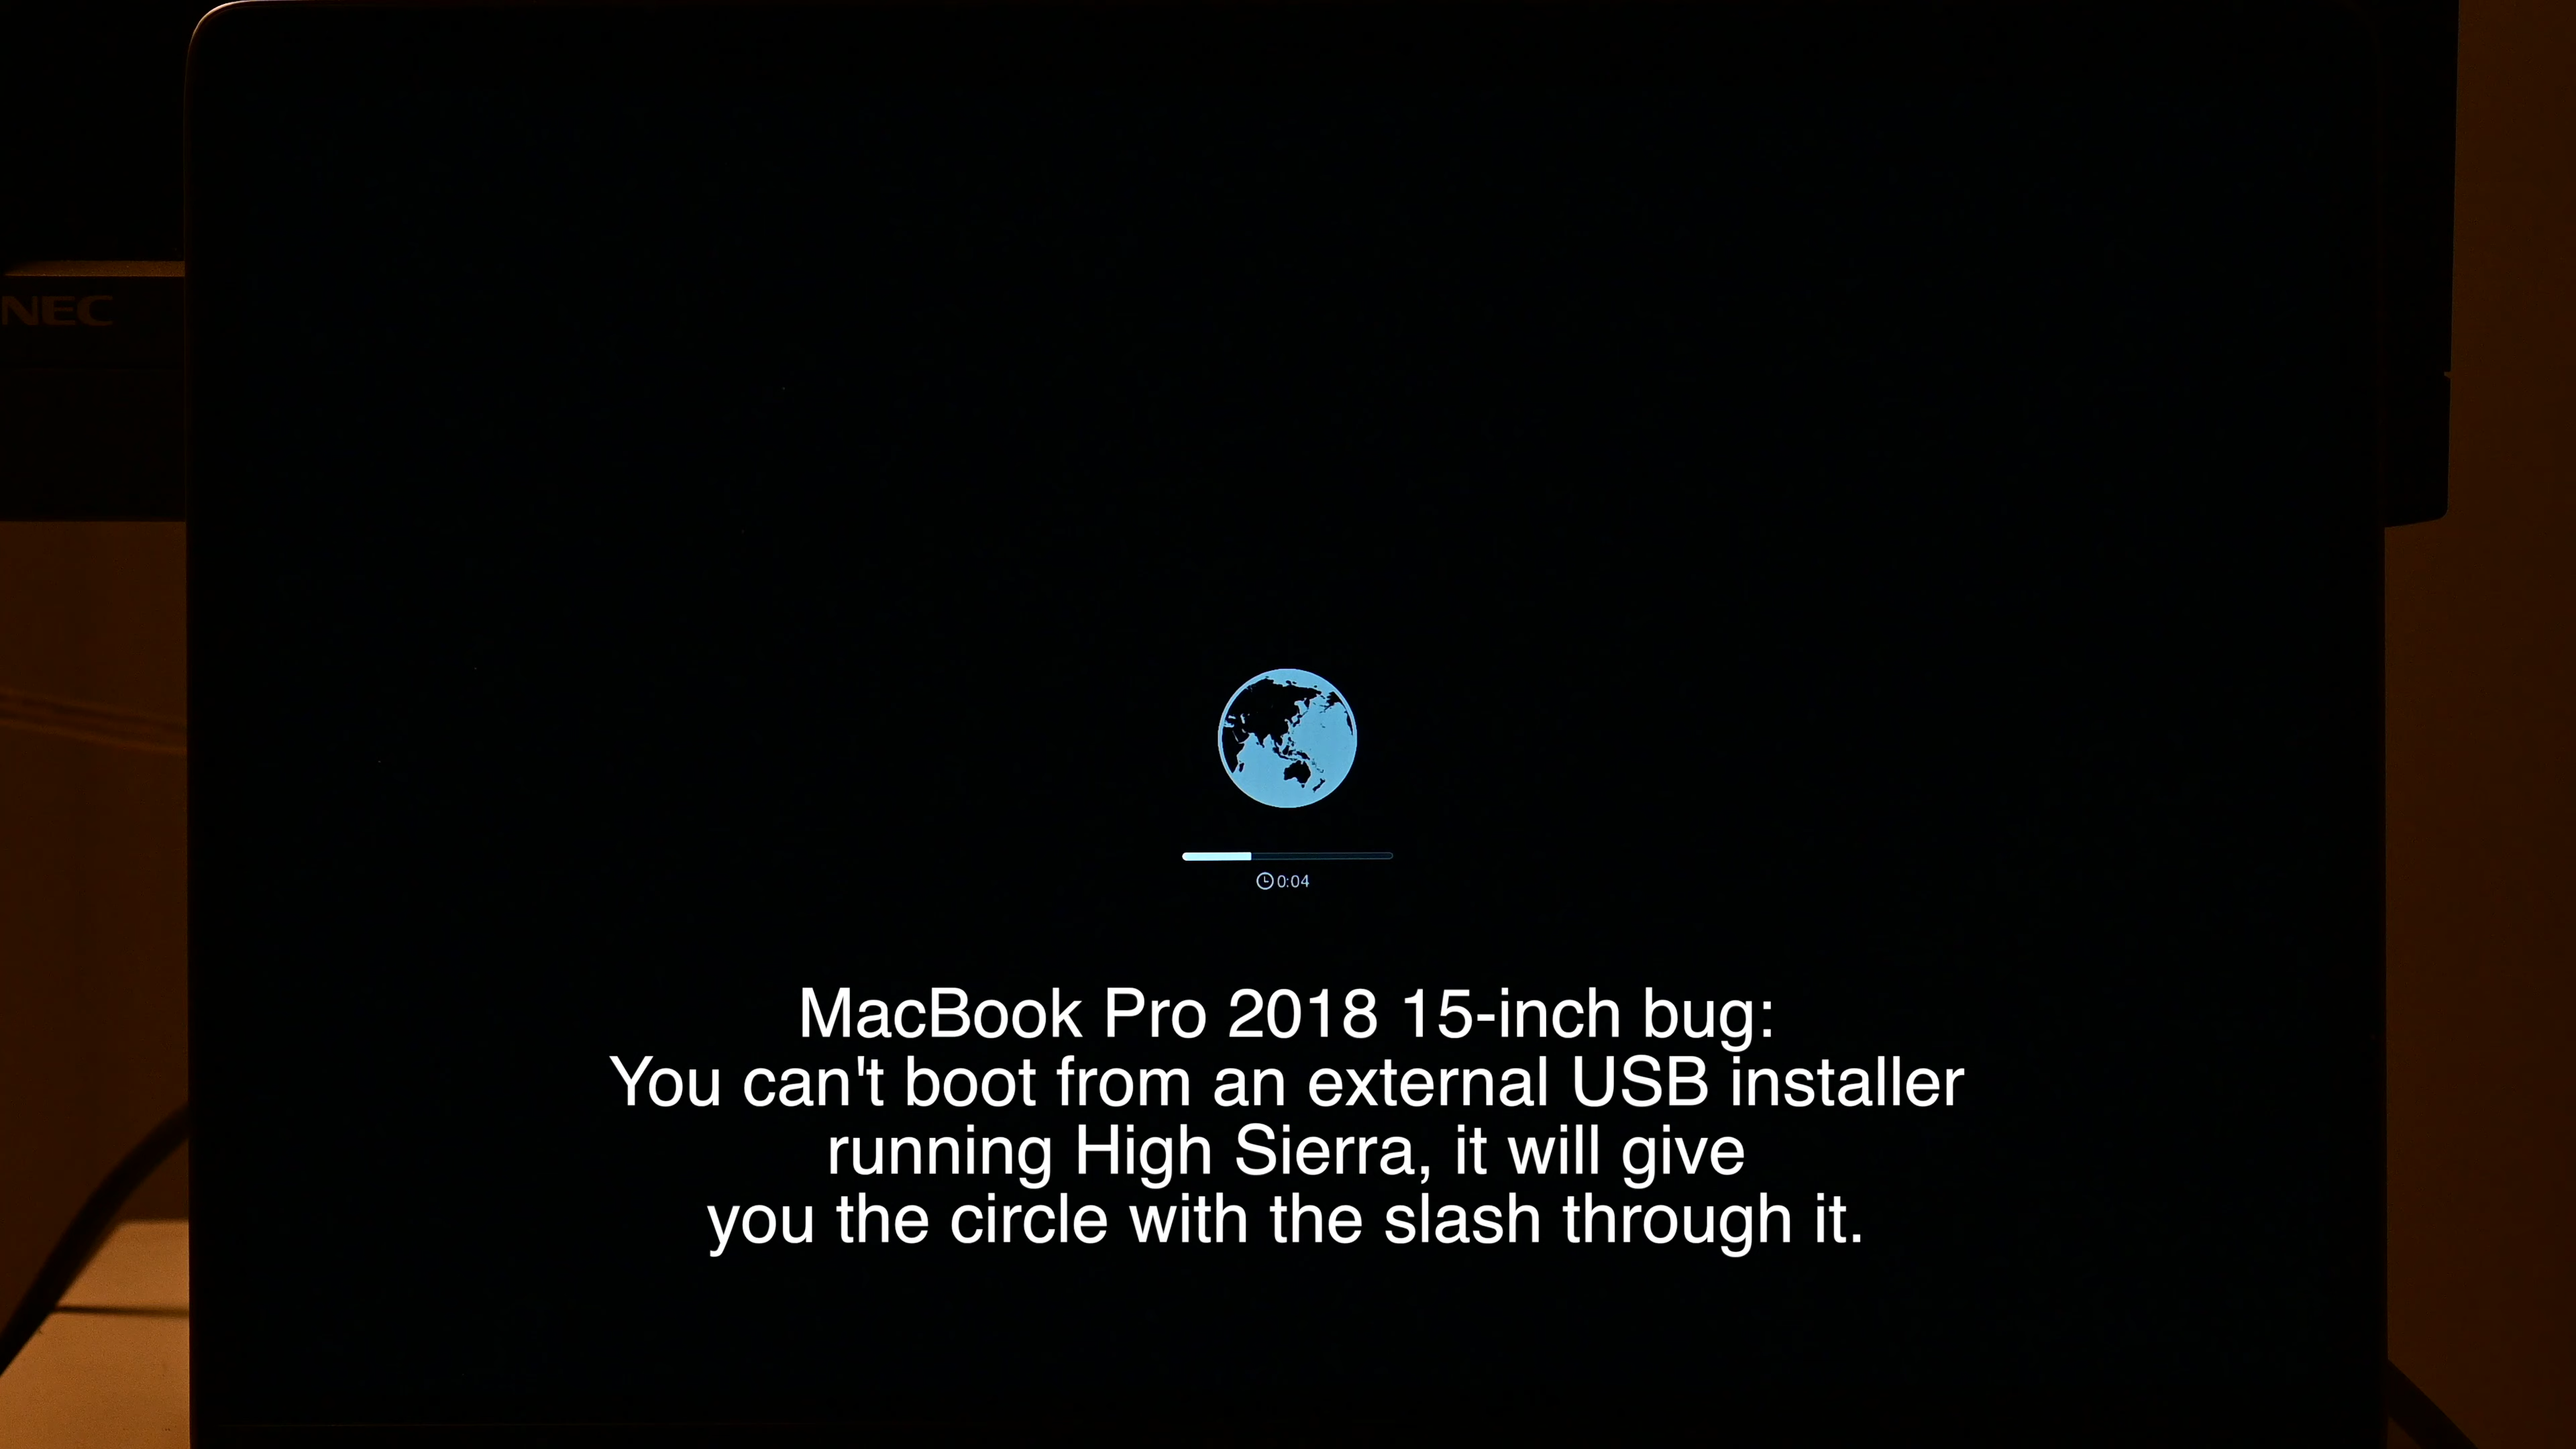 NEC
0:04
MacBook Pro 2018 15-inch bug:
You can't boot from an external USB installer
running High Sierra, it will give
you the circle with the slash through it.